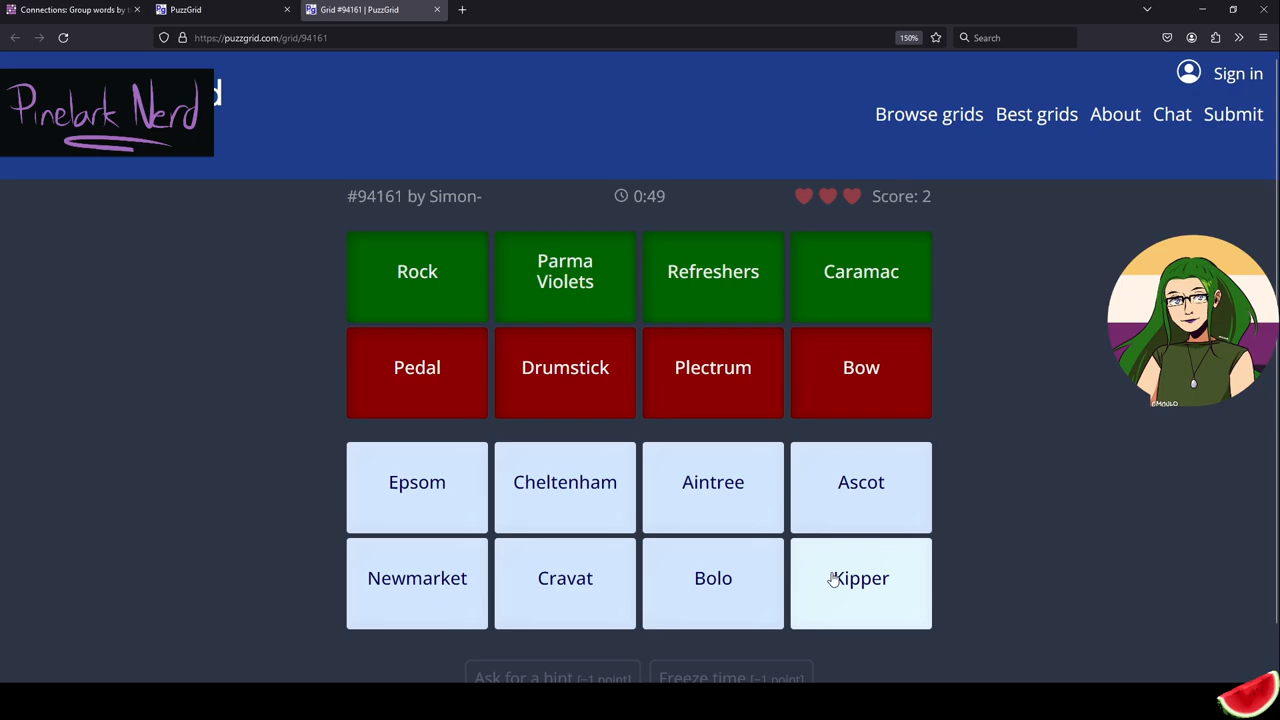 Connections: Group words by
PuzzGrid
Grid #94161 | PuzzGrid
https://puzzgrid.com/grid/94161
150%
Search
Pinelark Nerd
d
Sign in
Browse grids
Best grids
About
Chat
Submit
#94161 by Simon-
0:49
Score: 2
Rock
Parma
Violets
Refreshers
Caramac
Pedal
Drumstick
Plectrum
Bow
Epsom
Cheltenham
Aintree
Ascot
Newmarket
Cravat
Bolo
Kipper
Ask for a hint [−1 point]
Freeze time [−1 point]